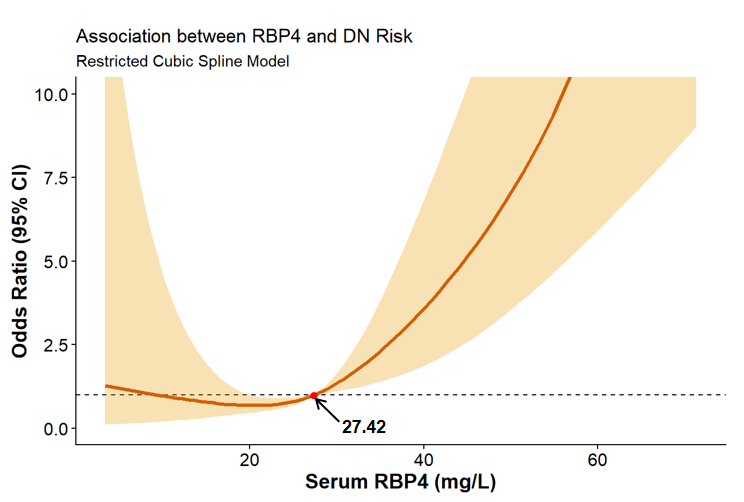 Association between RBP4 and DN Risk
Restricted Cubic Spline Model
Odds Ratio (95% CI)
10.0
7.5
5.0
2.5
0.0
27.42
20
40
60
Serum RBP4 (mg/L)